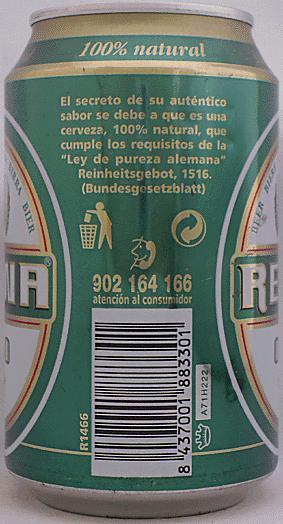 100% natural
El secreto de su auténtico
sabor se debe a que es una
cerveza, 100% natural, que
cumple los requisitos de la
"Ley de pureza alemana"
Reinheitsgebot, 1516.
(Bundesgesetzblatt)
902 164 166
atención al consumidor
R1466
8 437001 883301
A71H222
BIER
BEER